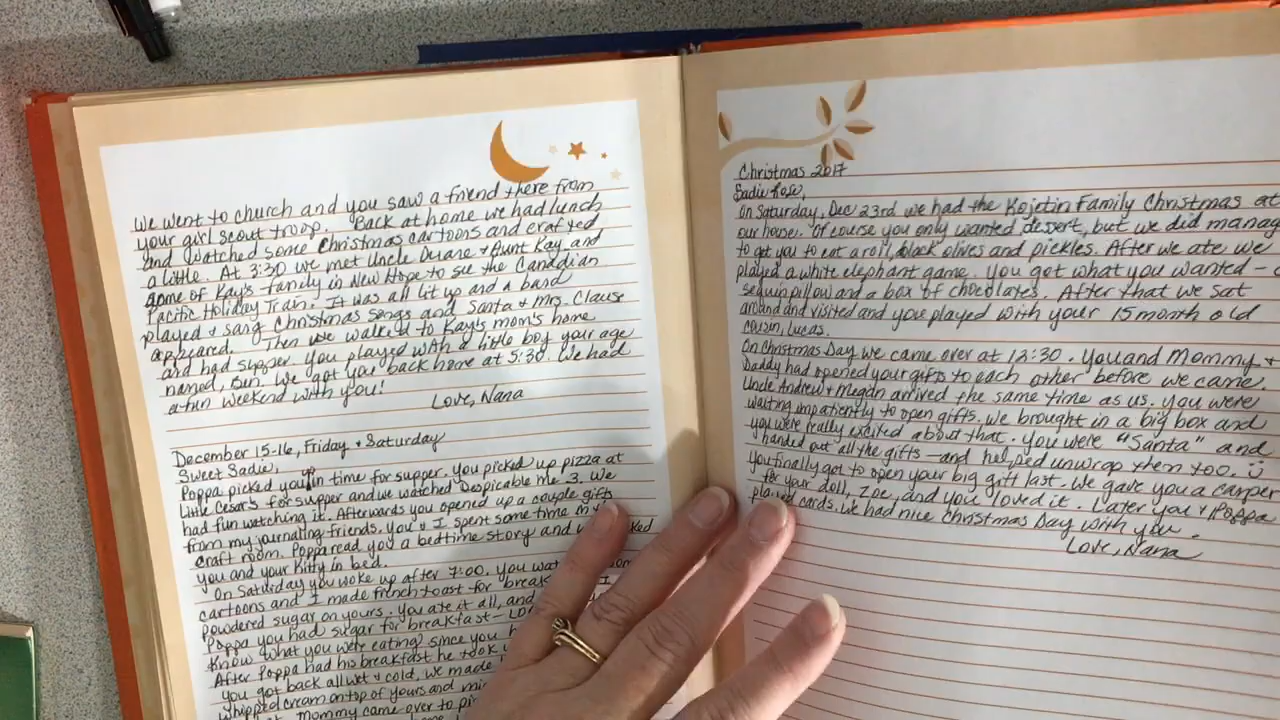 We went to church and you saw a friend there from
your girl scout troop. Back at home we had lunch
and watched some Christmas cartoons and crafted
a little. At 3:30 we met Uncle Duane + Aunt Kay and
some of Kay's family in New Hope to see the Canadian
Pacific Holiday Train. It was all lit up and a band
played + sang Christmas songs and Santa + Mrs. Clause
appeared. Then we walked to Kay's mom's home
and had supper. You played with a little boy your age
named, Ben. We got you back home at 5:30. We had
a fun weekend with you!
Love, Nana
December 15-16, Friday + Saturday
Sweet Sadie,
Poppa picked you in time for supper. You picked up pizza at
Little Cesar's for supper and we watched Despicable Me 3. We
had fun watching it. Afterwards you opened up a couple gifts
from my journaling friends. You + I spent some time in
craft room. Poppa read you a bedtime story and
you and your Kitty in bed.
On Saturday you woke up after 7:00. You
cartoons and I made french toast for
powdered sugar on yours. You ate it all, and
Poppa you had sugar for breakfast-
know what you were eating since you
After Poppa had his breakfast he took
you got back all wet + cold, we made
whipped cream on top of yours and
Mommy came over to
Christmas 2017
Sadie Rose,
On Saturday, Dec 23rd we had the Kojetin Family Christmas at
our house. Of course you only wanted dessert, but we did manage
to get you to eat a roll, black olives and pickles. After we ate we
played a white elephant game. You got what you wanted -
sequin pillow and a box of chocolates. After that we sat
around and visited and you played with your 15 month old
cousin, Lucas.
On Christmas Day we came over at 12:30. You and Mommy +
Daddy had opened your gifts to each other before we came.
Uncle Andrew + Megan arrived the same time as us. You were
waiting impatiently to open gifts. We brought in a big box and
you were really excited about that. You were "Santa" and
handed out all the gifts - and helped unwrap them too. ☺
You finally got to open your big gift last. We gave you a camper
for your doll, Zoe, and you loved it. Later you + Poppa
played cards. We had nice Christmas Day with you.
Love, Nana